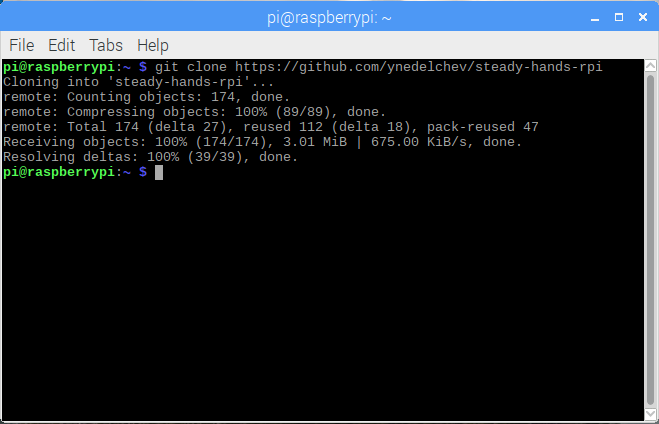 pi@raspberrypi: ~
File Edit Tabs Help
pi@raspberrypi:~ $ git clone https://github.com/ynedelchev/steady-hands-rpi
Cloning into 'steady-hands-rpi'...
remote: Counting objects: 174, done.
remote: Compressing objects: 100% (89/89), done.
remote: Total 174 (delta 27), reused 112 (delta 18), pack-reused 47
Receiving objects: 100% (174/174), 3.01 MiB | 675.00 KiB/s, done.
Resolving deltas: 100% (39/39), done.
pi@raspberrypi:~ $